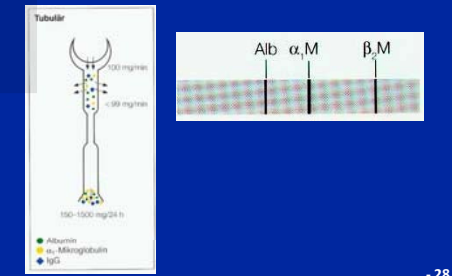 Tubulär
100 mg/min
< 99 mg/min
150-1500 mg/24 h
Albumin
α₁-Mikroglobulin
IgG
Alb α₁M β₂M
- 28